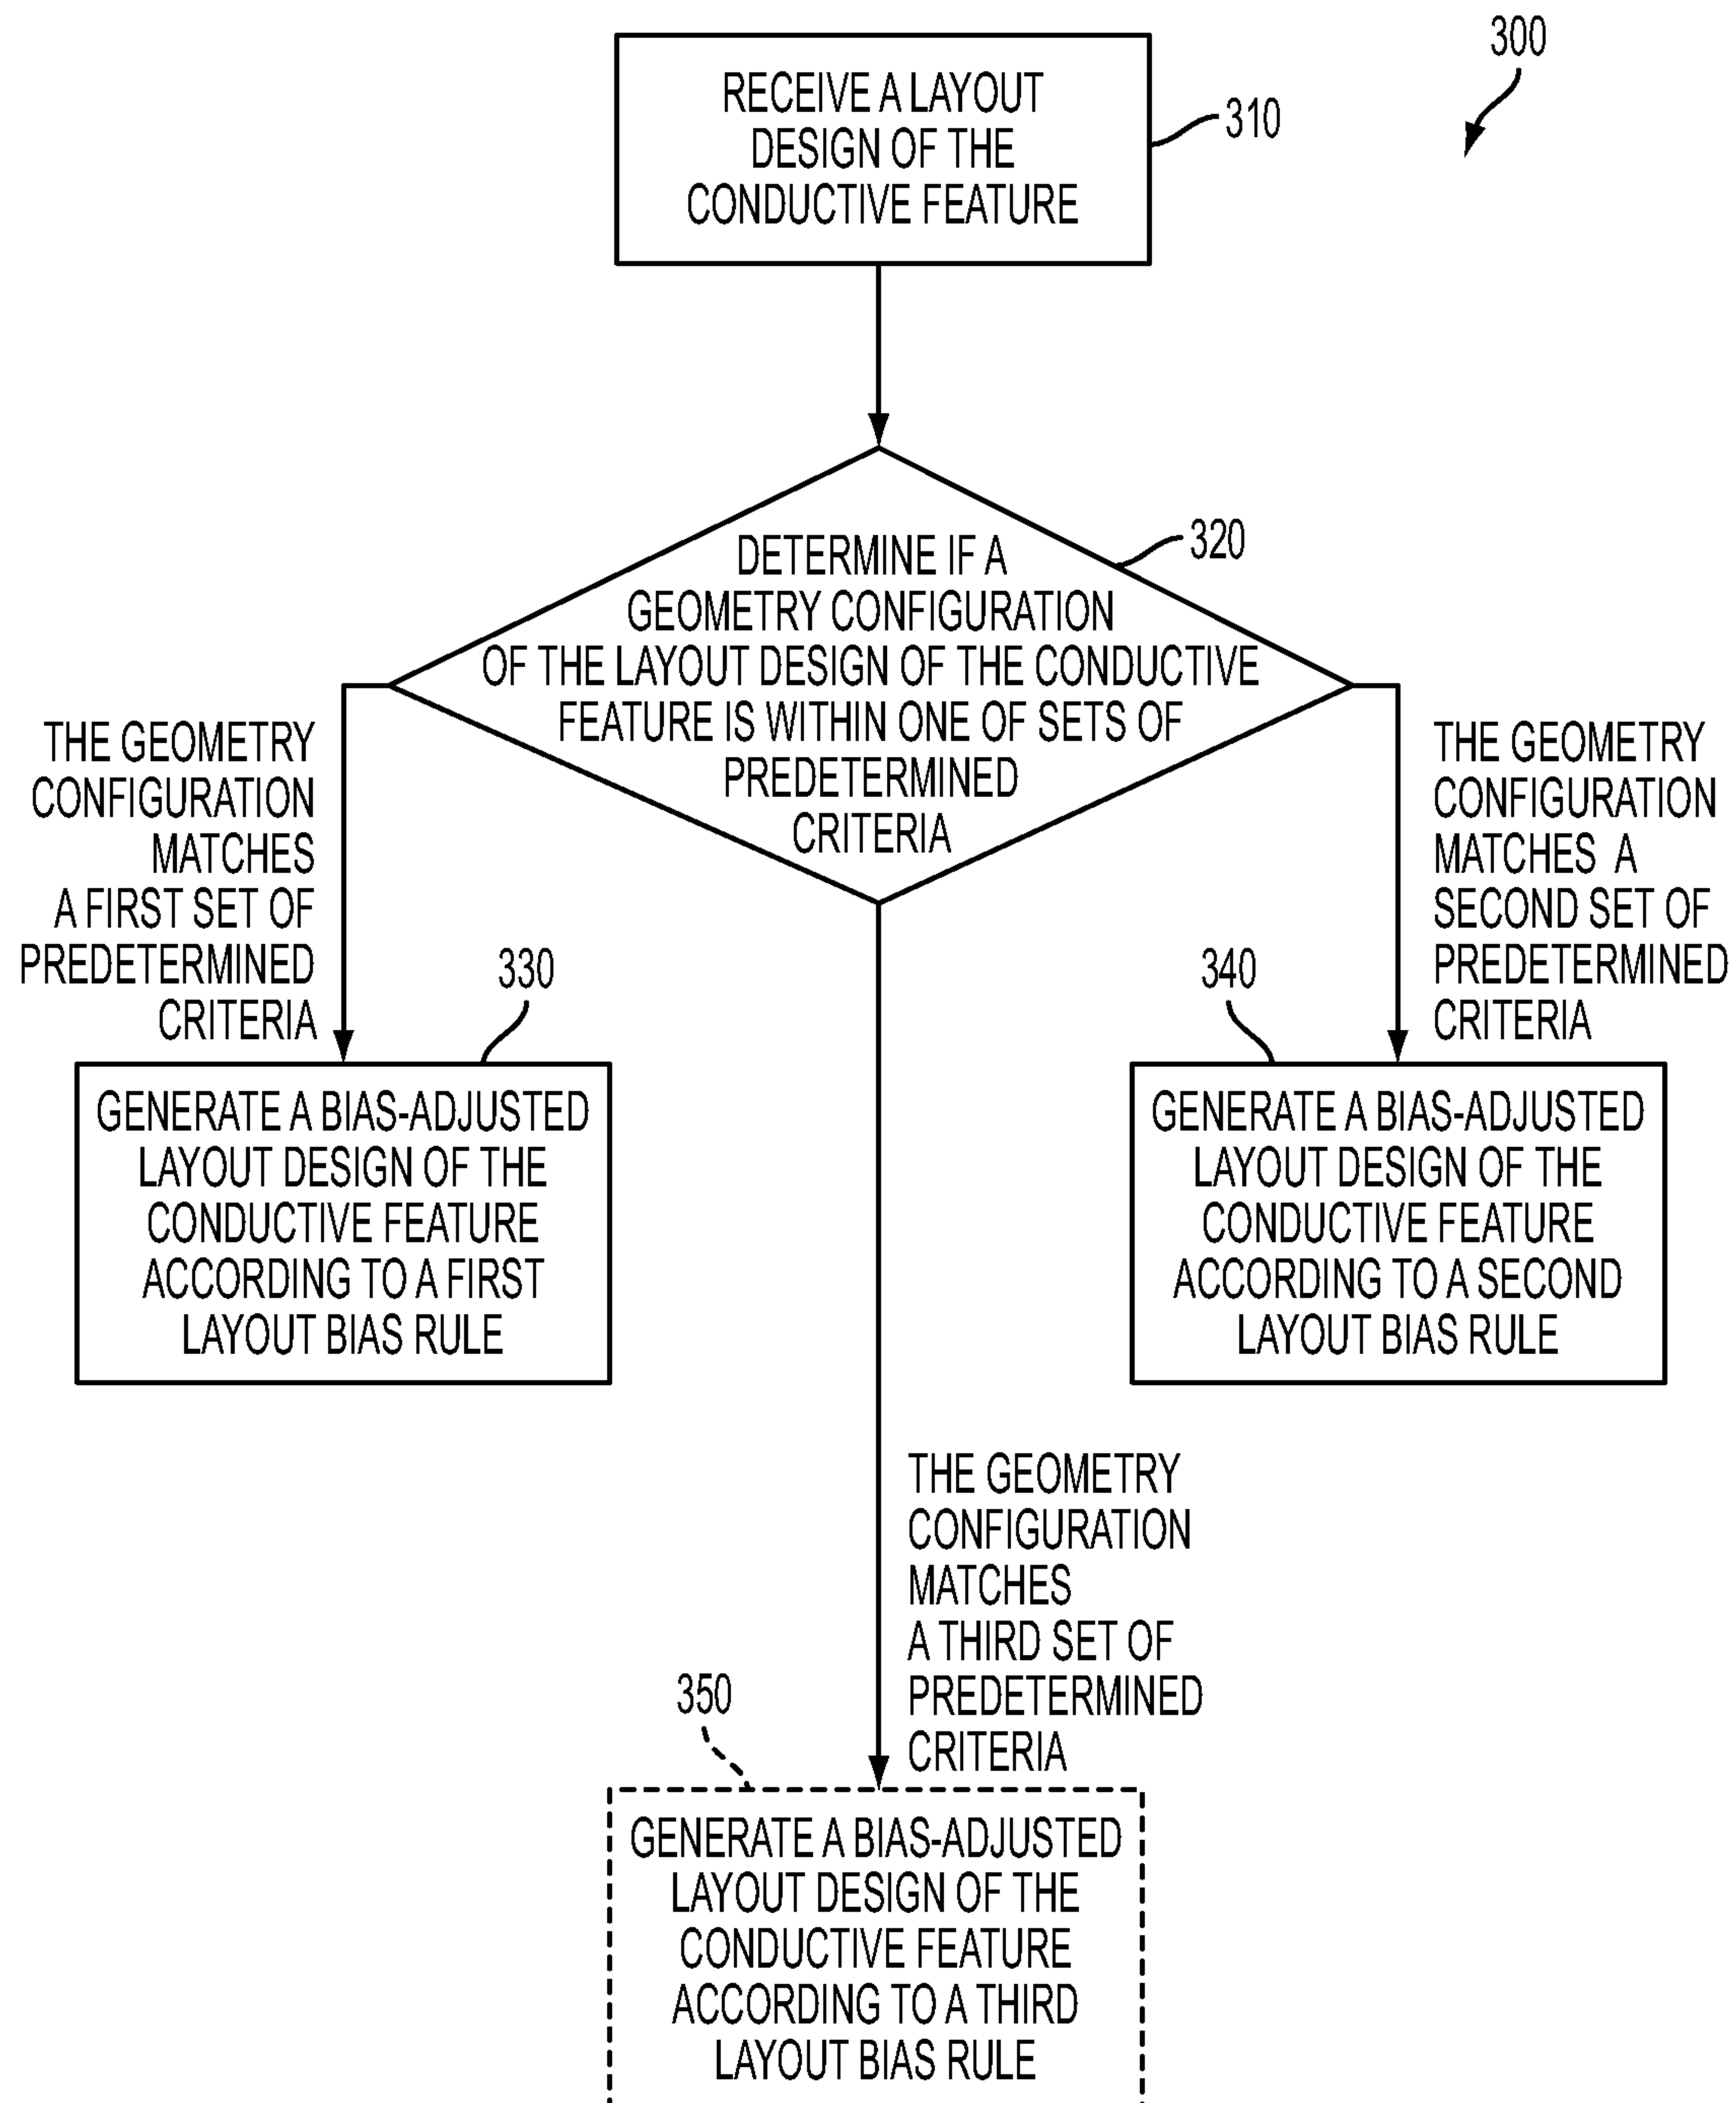 300
RECEIVE A LAYOUT
DESIGN OF THE
CONDUCTIVE FEATURE
310
DETERMINE IF A
GEOMETRY CONFIGURATION
OF THE LAYOUT DESIGN OF THE CONDUCTIVE
FEATURE IS WITHIN ONE OF SETS OF
PREDETERMINED
CRITERIA
320
THE GEOMETRY
CONFIGURATION
MATCHES
A FIRST SET OF
PREDETERMINED
CRITERIA
THE GEOMETRY
CONFIGURATION
MATCHES A
SECOND SET OF
PREDETERMINED
CRITERIA
330
GENERATE A BIAS-ADJUSTED
LAYOUT DESIGN OF THE
CONDUCTIVE FEATURE
ACCORDING TO A FIRST
LAYOUT BIAS RULE
340
GENERATE A BIAS-ADJUSTED
LAYOUT DESIGN OF THE
CONDUCTIVE FEATURE
ACCORDING TO A SECOND
LAYOUT BIAS RULE
THE GEOMETRY
CONFIGURATION
MATCHES
A THIRD SET OF
PREDETERMINED
CRITERIA
350
GENERATE A BIAS-ADJUSTED
LAYOUT DESIGN OF THE
CONDUCTIVE FEATURE
ACCORDING TO A THIRD
LAYOUT BIAS RULE